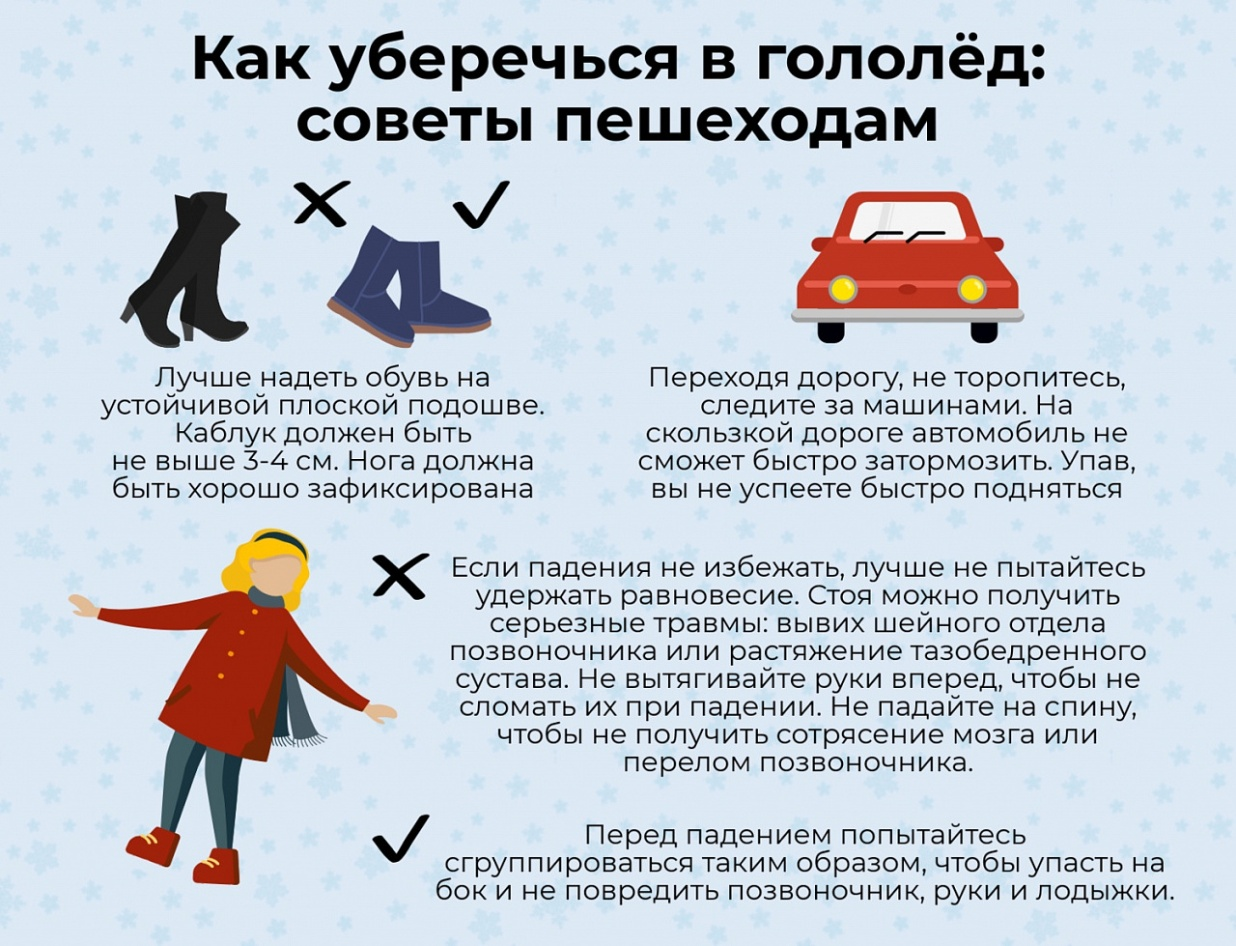 Как уберечься в гололёд:
советы пешеходам
Лучше надеть обувь на
устойчивой плоской подошве.
Каблук должен быть
не выше 3-4 см. Нога должна
быть хорошо зафиксирована
Переходя дорогу, не торопитесь,
следите за машинами. На
скользкой дороге автомобиль не
сможет быстро затормозить. Упав,
вы не успеете быстро подняться
Если падения не избежать, лучше не пытайтесь
удержать равновесие. Стоя можно получить
серьезные травмы: вывих шейного отдела
позвоночника или растяжение тазобедренного
сустава. Не вытягивайте руки вперед, чтобы не
сломать их при падении. Не падайте на спину,
чтобы не получить сотрясение мозга или
перелом позвоночника.
Перед падением попытайтесь
сгруппироваться таким образом, чтобы упасть на
бок и не повредить позвоночник, руки и лодыжки.